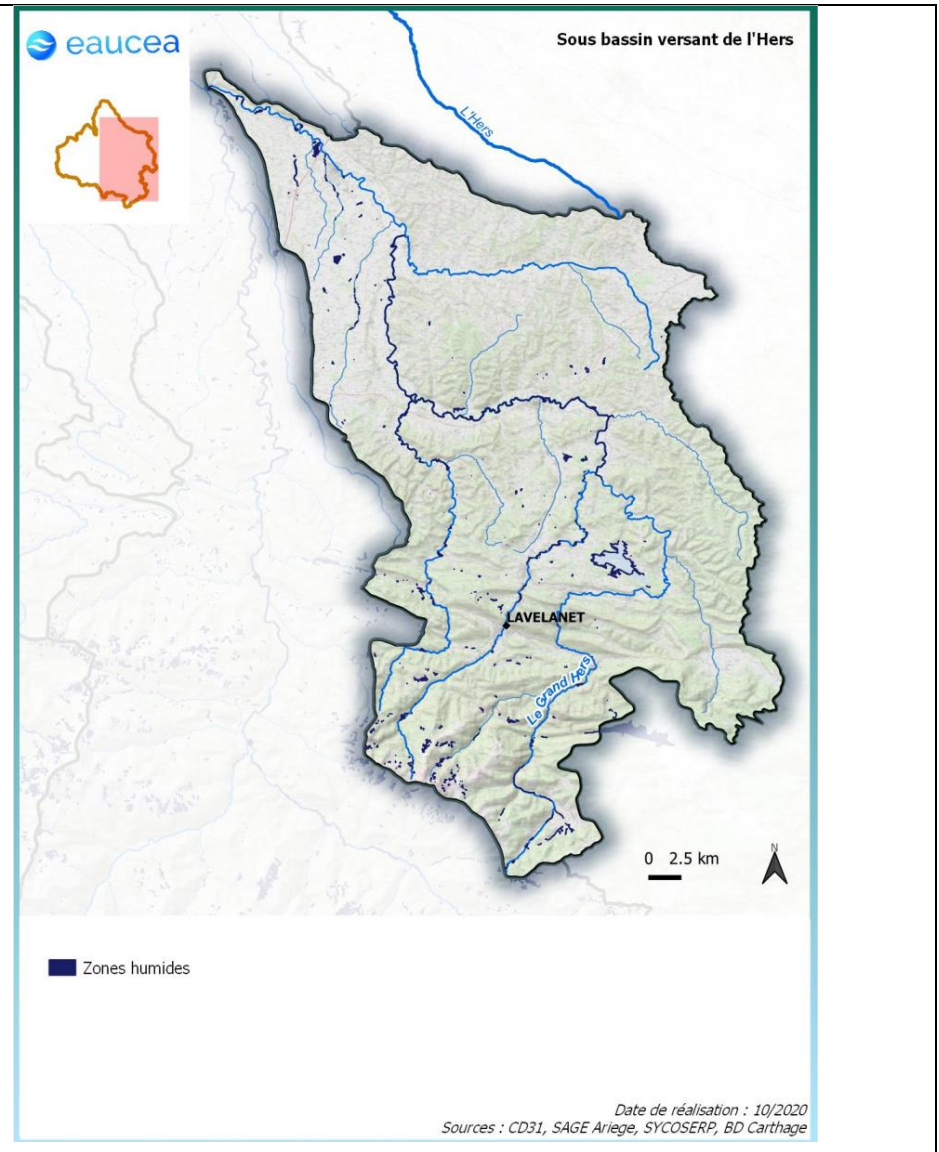 eaucea
Sous bassin versant de l'Hers
L'Hers
LAVELANET
Le Grand Hers
0 2.5 km
N
Zones humides
Date de réalisation : 10/2020
Sources : CD31, SAGE Ariege, SYCOSERP, BD Carthage